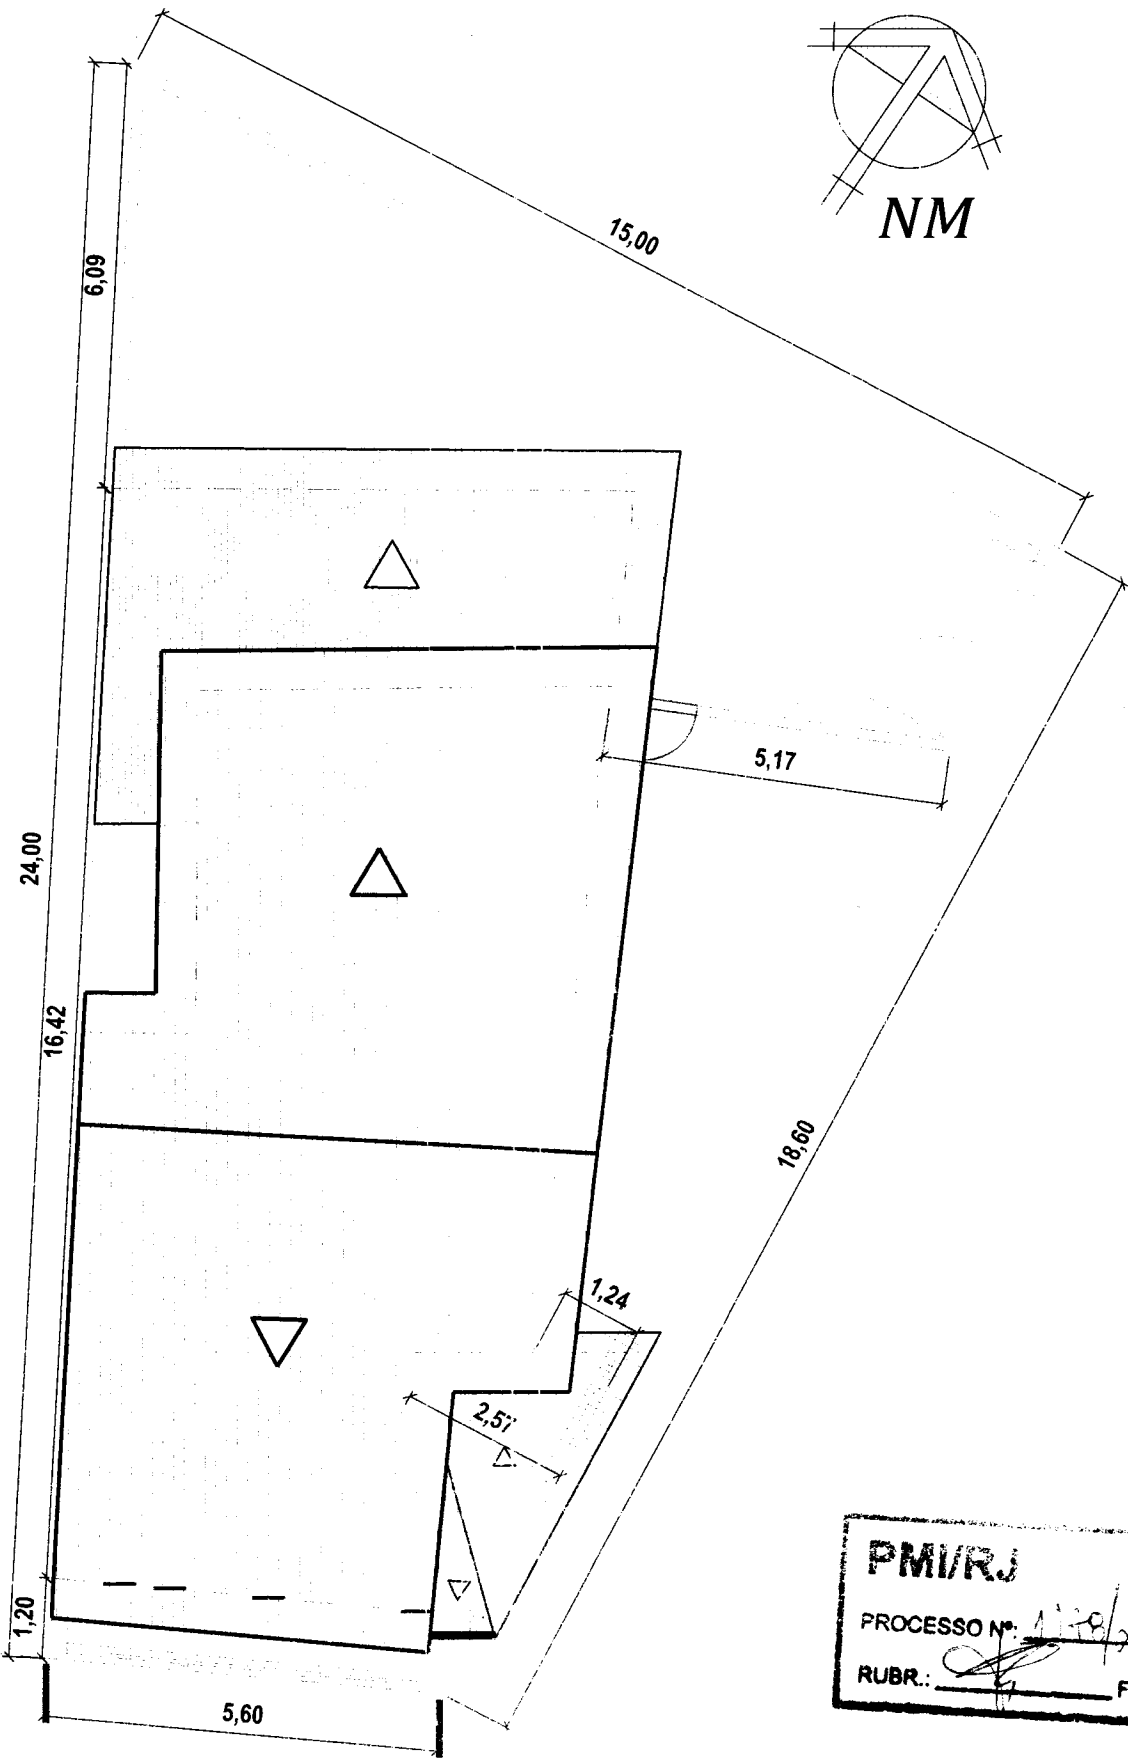 NM
15,00
6,09
5,17
24,00
16,42
18,60
1,24
2,57
1,20
5,60
PMI/RJ
PROCESSO Nº:
RUBR.:
F